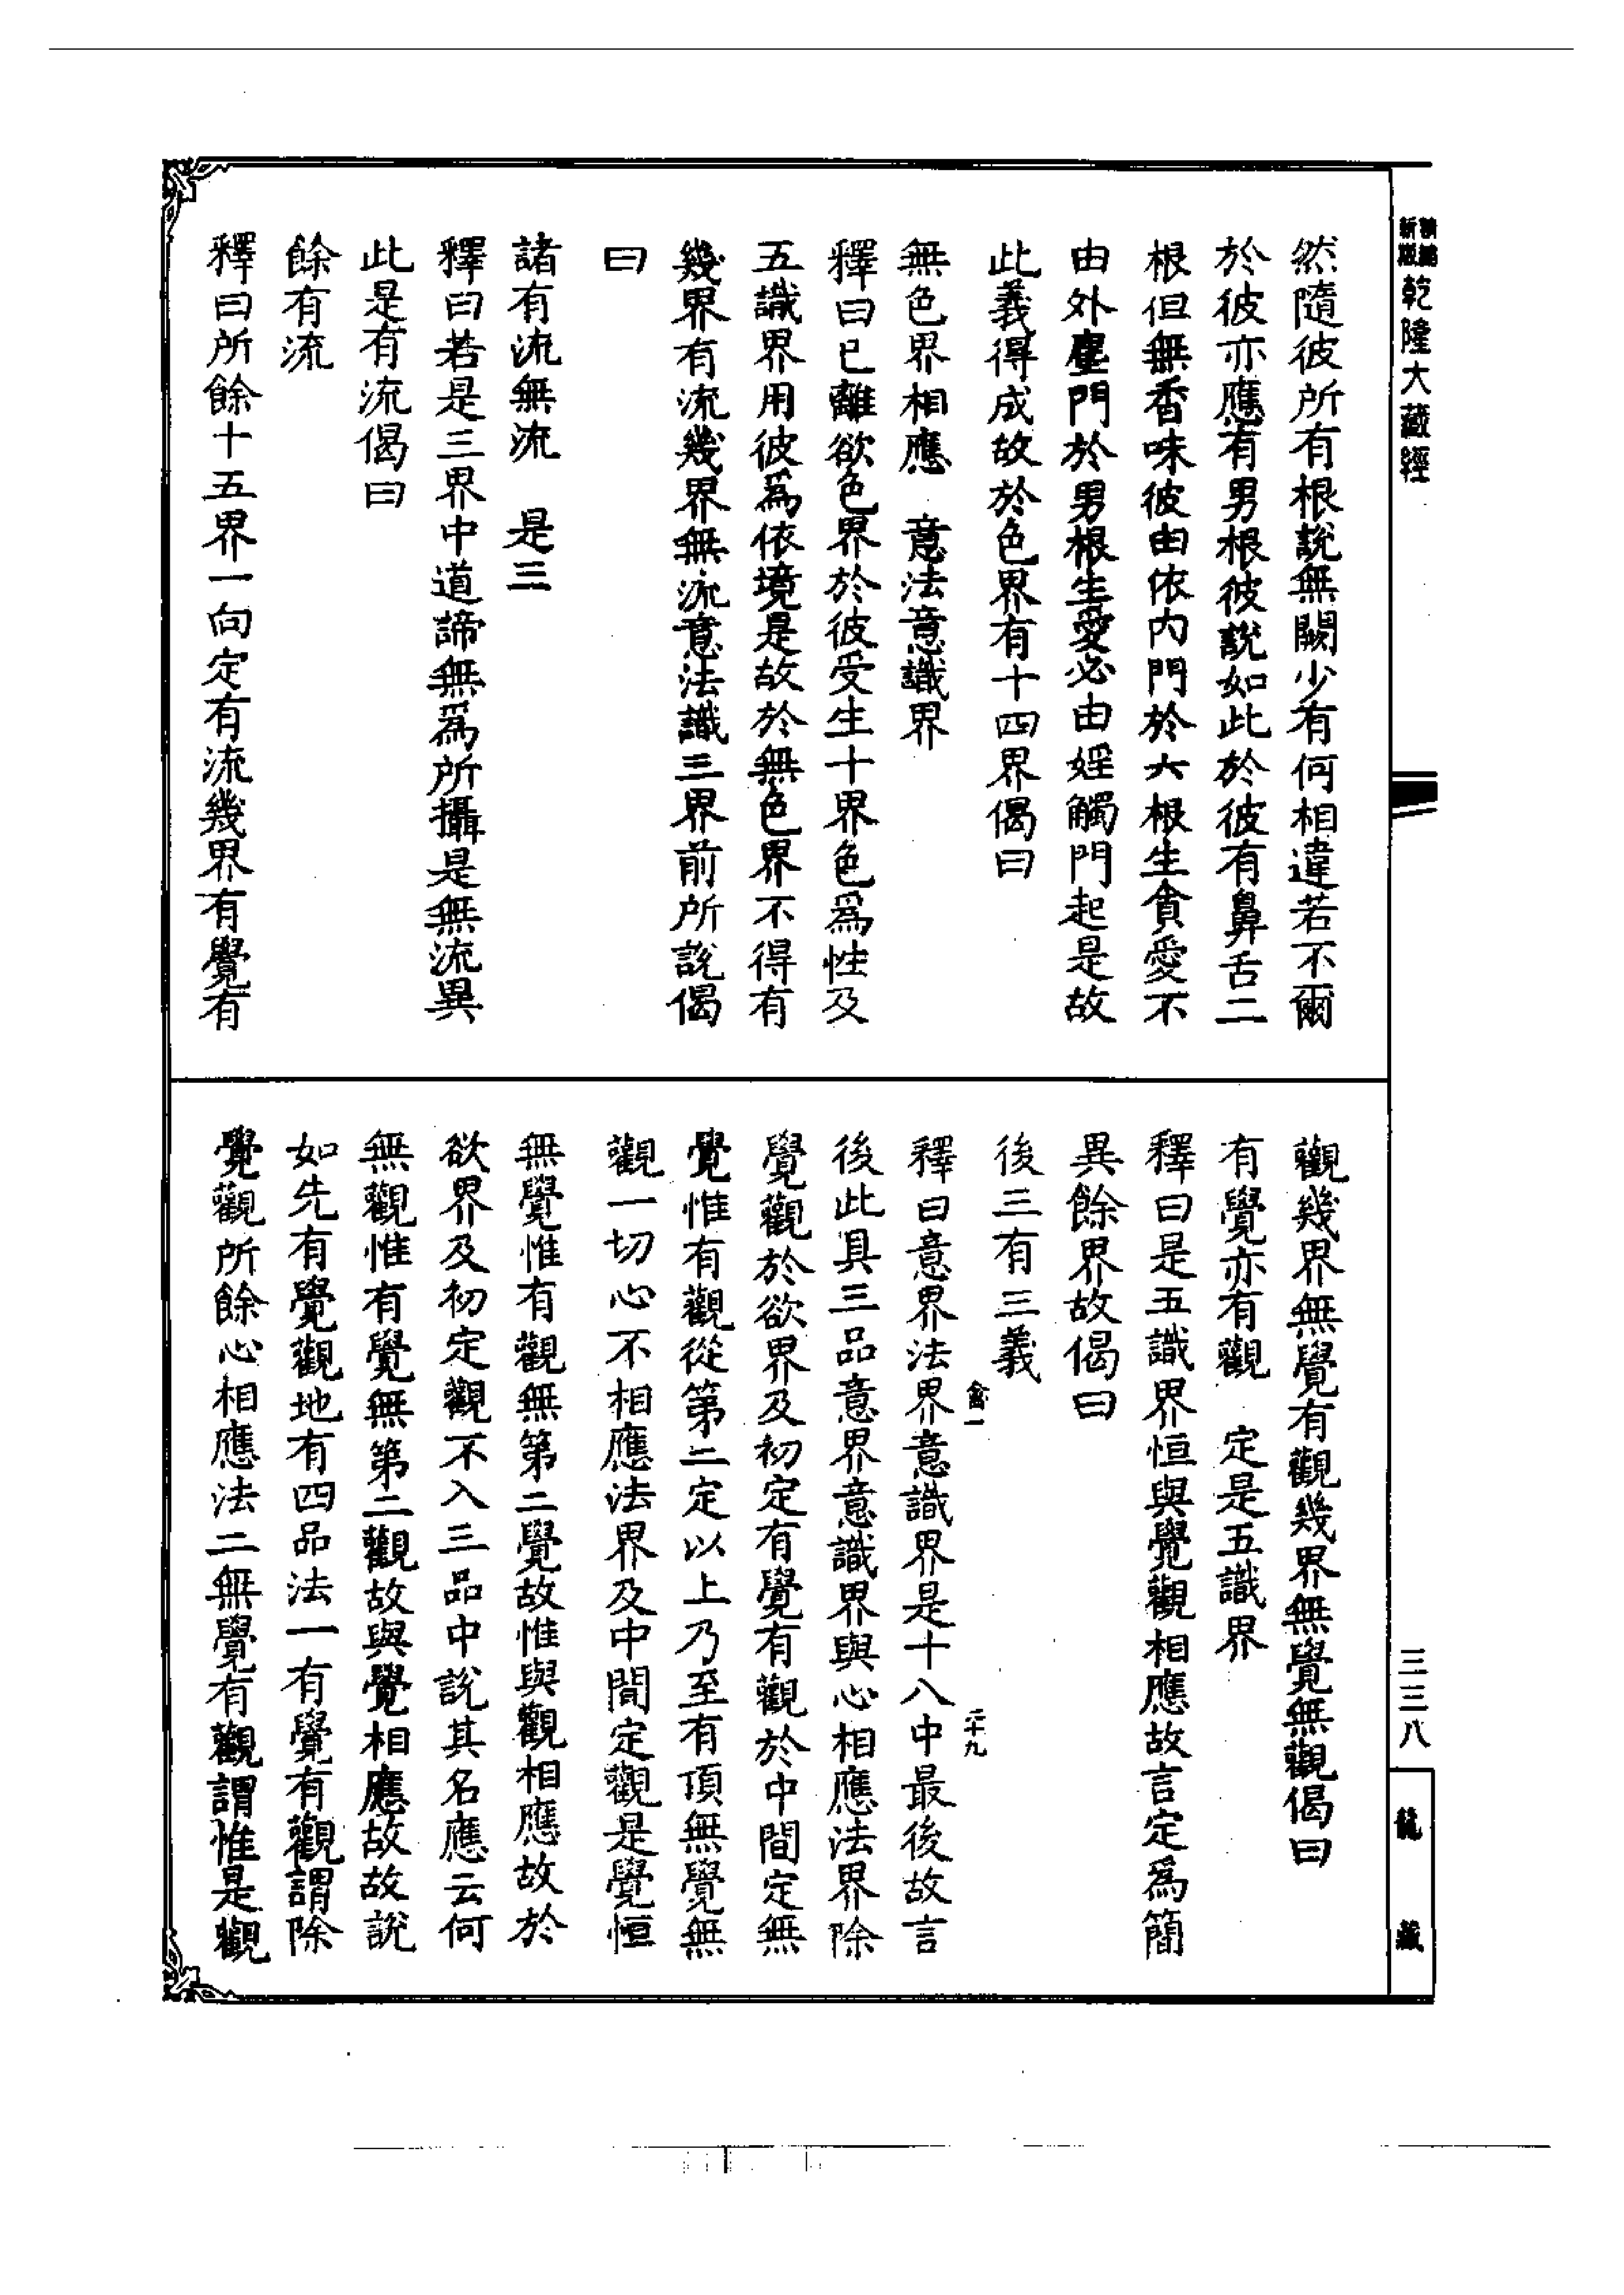 新編
新版
乾隆大藏經
然隨彼所有根說無闕少有何相違若不爾
於彼亦應有男根彼說如此於彼有鼻舌二
根但無香味彼由依內門於六根生貪愛不
由外塵門於男根生愛必由婬觸門起是故
此義得成故於色界有十四界偈曰
無色界相應　意法意識界
釋曰已離欲色界於彼受生十界色為性及
五識界用彼為依境是故於無色界不得有
幾界有流幾界無流意法識三界前所說偈
曰
諸有流無流　是三
釋曰若是三界中道諦無為所攝是無流異
此是有流偈曰
餘有流
釋曰所餘十五界一向定有流幾界有覺有
觀幾界無覺有觀幾界無覺無觀偈曰
有覺亦有觀　定是五識界
釋曰是五識界恒與覺觀相應故言定為簡
異餘界故偈曰
後三有三義
釋曰意界法界意識界是十八中最後故言
後此具三品意界意識界與心相應法界除
覺觀於欲界及初定有覺有觀於中間定無
覺惟有觀從第二定以上乃至有頂無覺無
觀一切心不相應法界及中間定觀是覺恒
無覺惟有觀無第二覺故惟與觀相應故於
欲界及初定觀不入三品中說其名應云何
無觀惟有覺無第二觀故與覺相應故故說
如先有覺觀地有四品法一有覺有觀謂除
覺觀所餘心相應法二無覺有觀謂惟是觀
二十九
三三八
龍藏